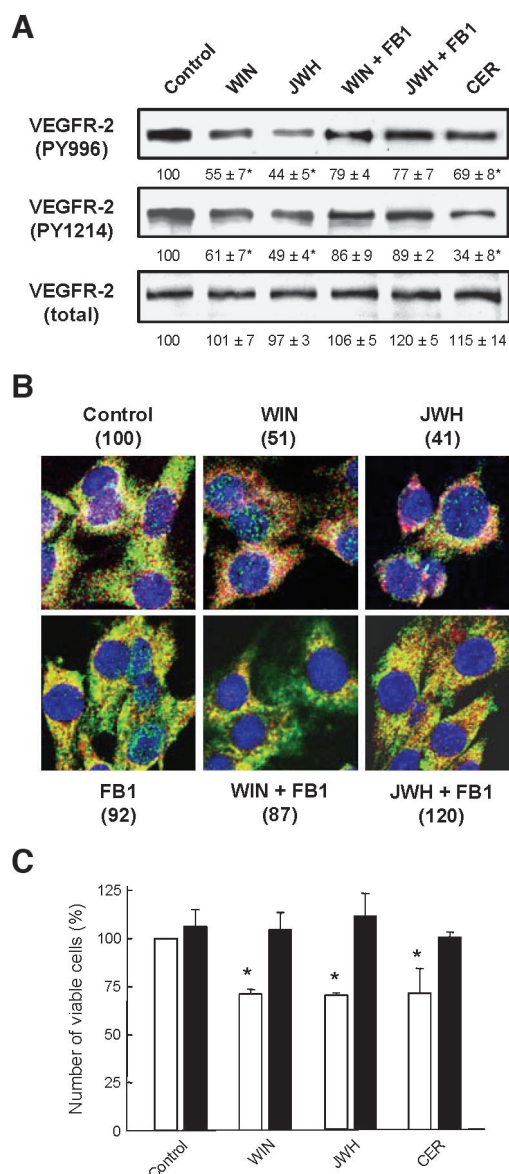 A
Control WIN JWH WIN + FB1 JWH + FB1 CER
VEGFR-2
(PY996)
100 55 ± 7* 44 ± 5* 79 ± 4 77 ± 7 69 ± 8*
VEGFR-2
(PY1214)
100 61 ± 7* 49 ± 4* 86 ± 9 89 ± 2 34 ± 8*
VEGFR-2
(total)
100 101 ± 7 97 ± 3 106 ± 5 120 ± 5 115 ± 14
B
Control WIN JWH
(100) (51) (41)
FB1 WIN + FB1 JWH + FB1
(92) (87) (120)
C
Number of viable cells (%)
125
100
75
50
25
0
* * *
Control WIN JWH CER